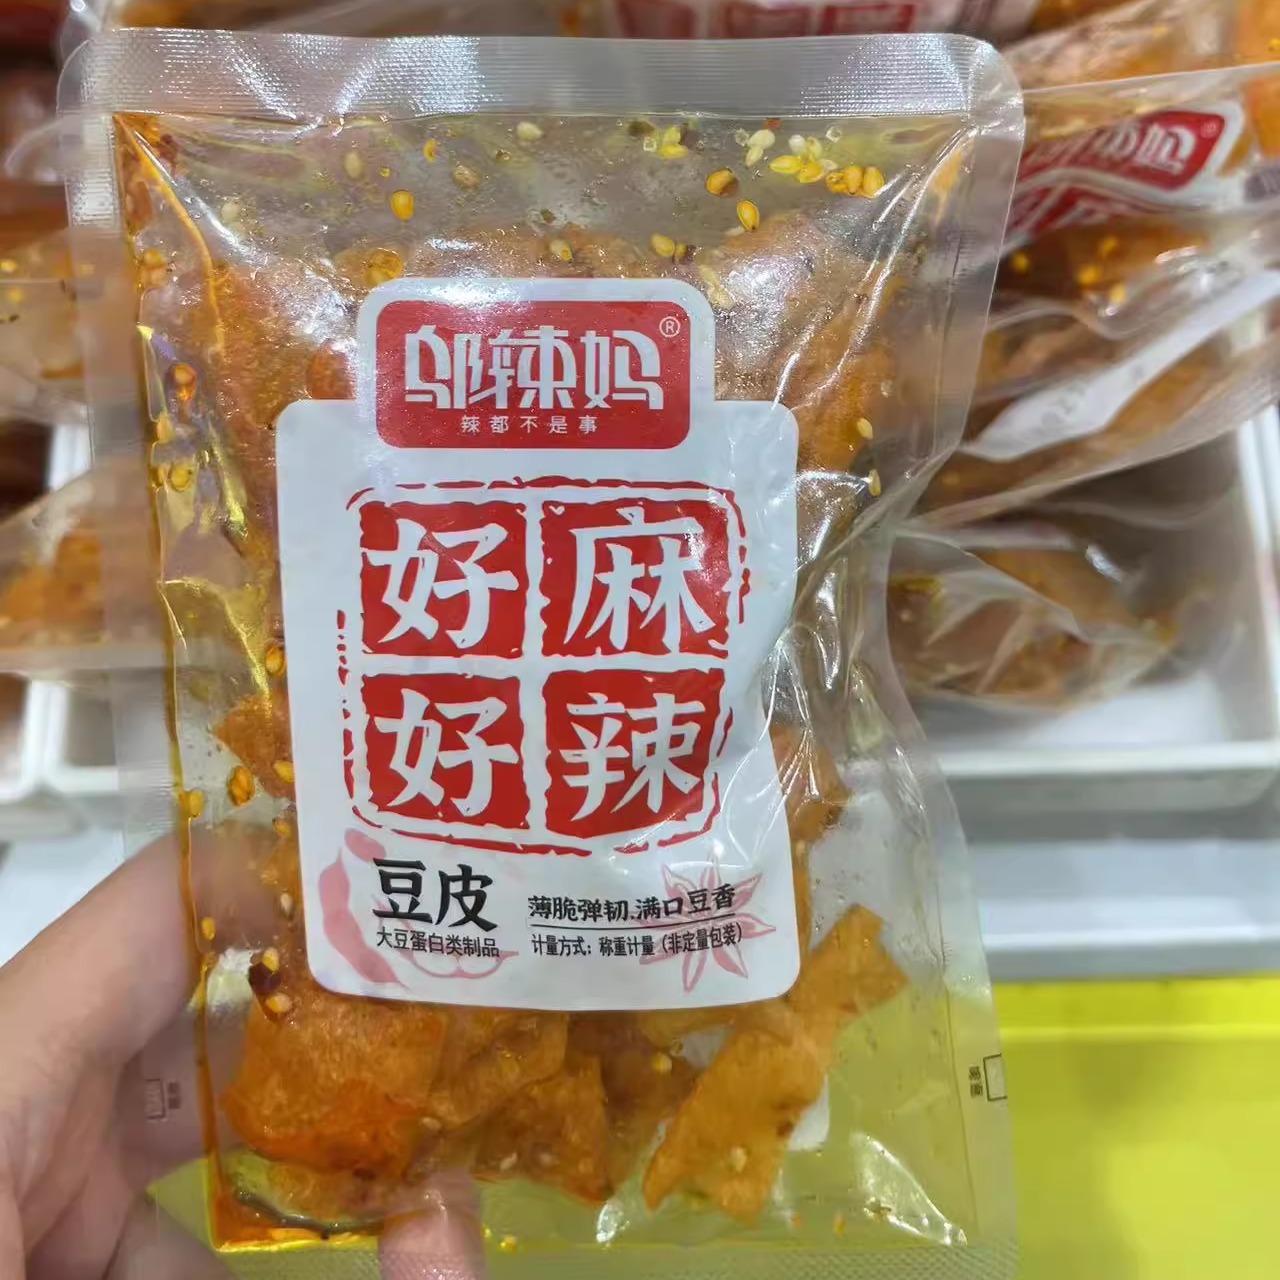 邬辣妈®
辣都不是事
好麻
好辣
豆皮
薄脆弹韧.满口豆香
大豆蛋白类制品
计量方式：称重计量（非定量包装）
辣妈®